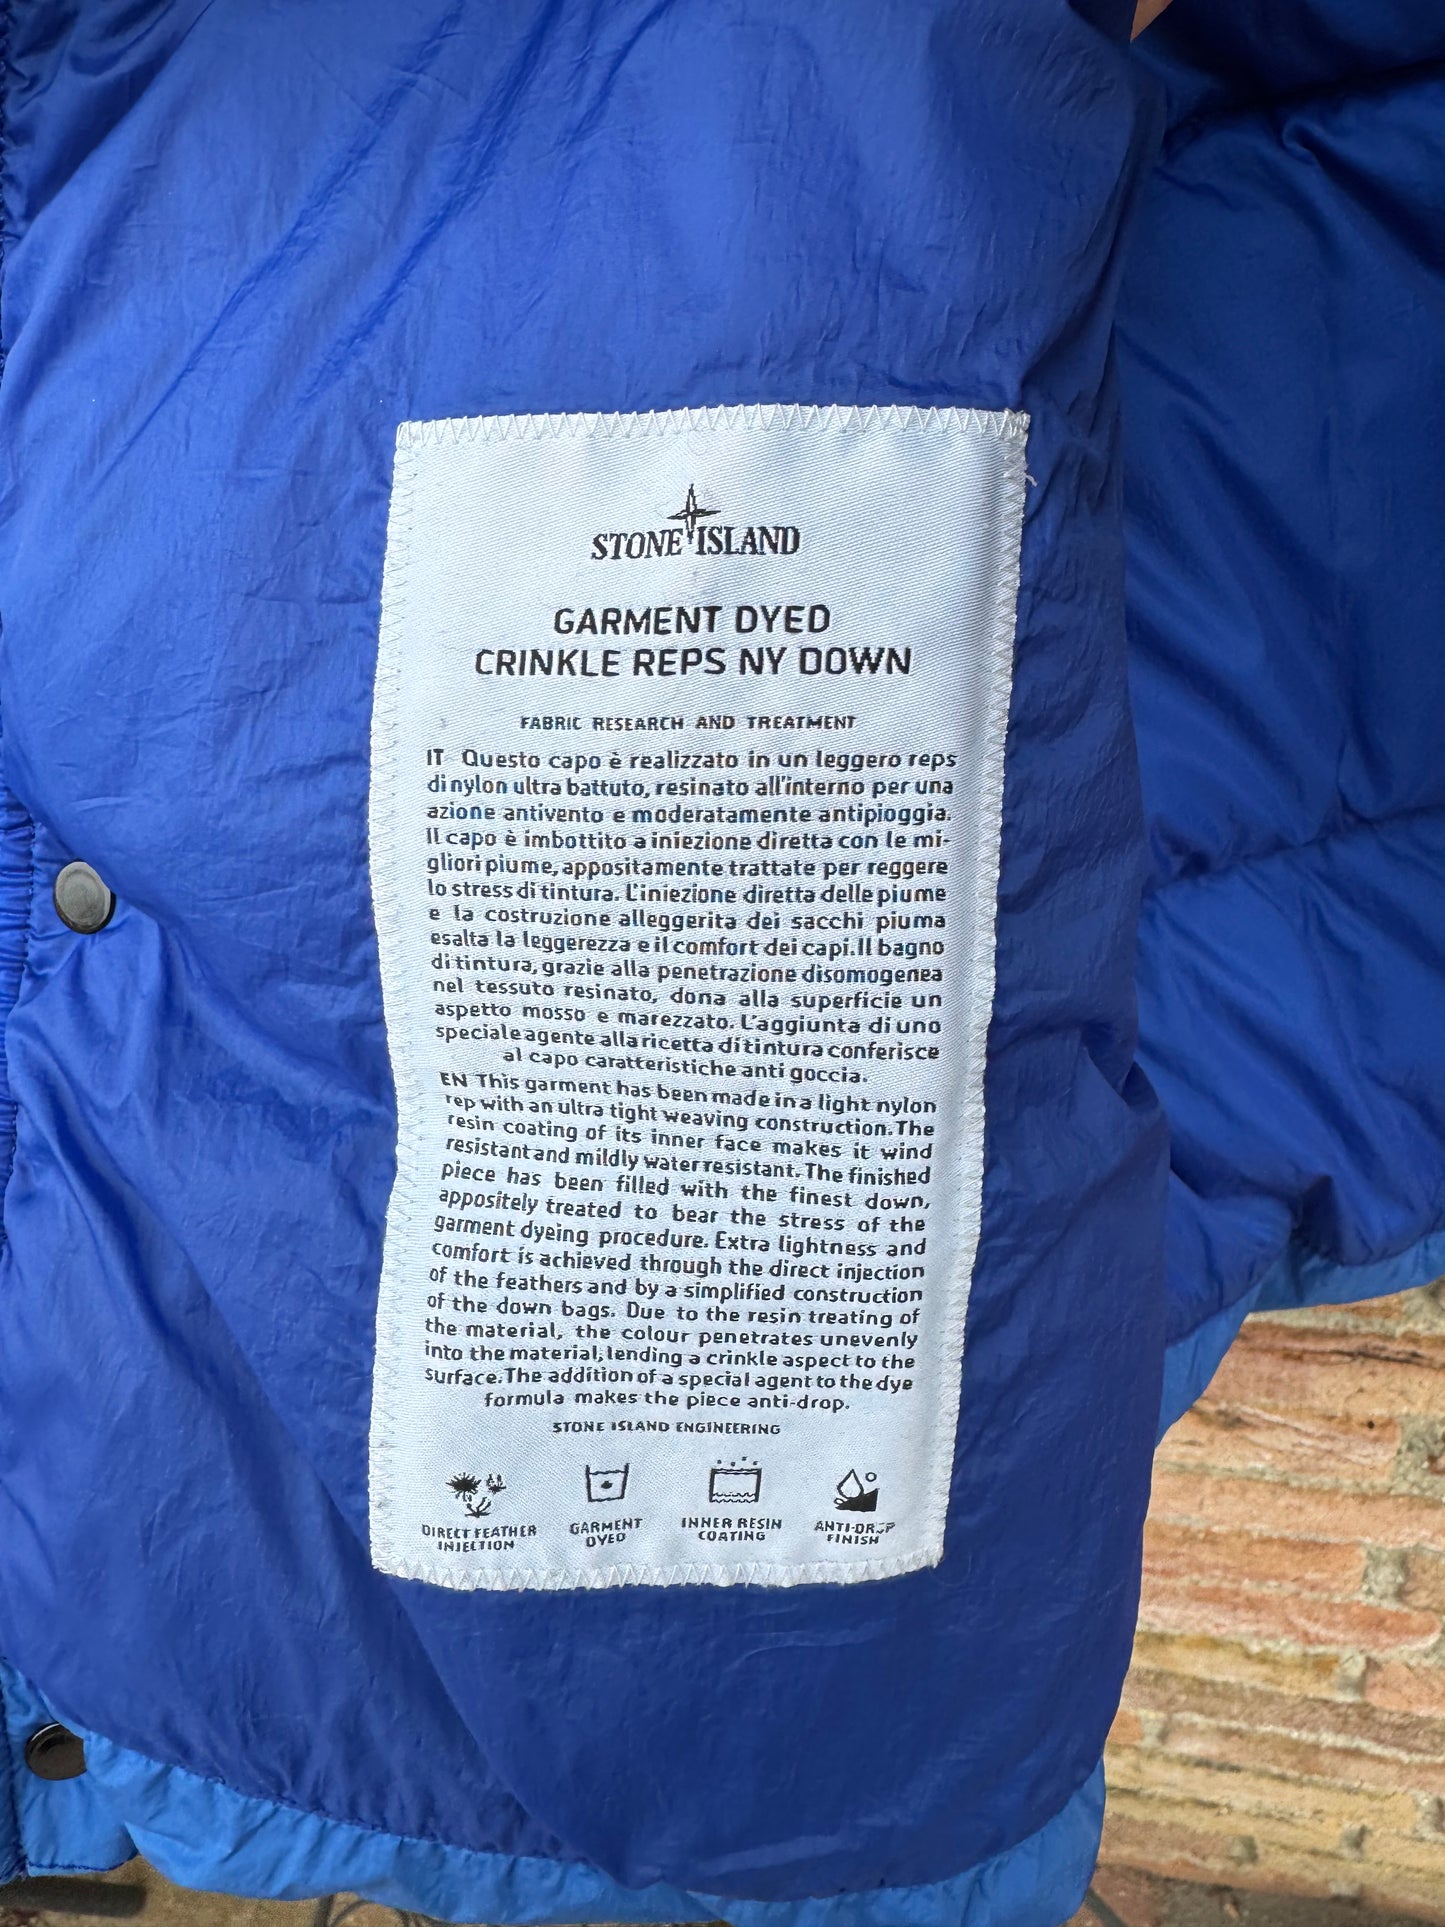 STONE ISLAND
GARMENT DYED
CRINKLE REPS NY DOWN
FABRIC RESEARCH AND TREATMENT
IT Questo capo è realizzato in un leggero reps
di nylon ultra battuto, resinato all'interno per una
azione antivento e moderatamente antipioggia.
Il capo è imbottito a iniezione diretta con le mi-
gliori piume, appositamente trattate per reggere
lo stress di tintura. L'iniezione diretta delle piume
e la costruzione alleggerita dei sacchi piuma
esalta la leggerezza e il comfort dei capi. Il bagno
di tintura, grazie alla penetrazione disomogenea
nel tessuto resinato, dona alla superficie un
aspetto mosso e marezzato. L'aggiunta di uno
speciale agente alla ricetta di tintura conferisce
al capo caratteristiche anti goccia.
EN This garment has been made in a light nylon
rep with an ultra tight weaving construction. The
resin coating of its inner face makes it wind
resistant and mildly water resistant. The finished
piece has been filled with the finest down,
appositely treated to bear the stress of the
garment dyeing procedure. Extra lightness and
comfort is achieved through the direct injection
of the feathers and by a simplified construction
of the down bags. Due to the resin treating of
the material, the colour penetrates unevenly
into the material, lending a crinkle aspect to the
surface. The addition of a special agent to the dye
formula makes the piece anti-drop.
STONE ISLAND ENGINEERING
DIRECT FEATHER GARMENT INNER RESIN ANTI-DROP
INJECTION DYED COATING FINISH